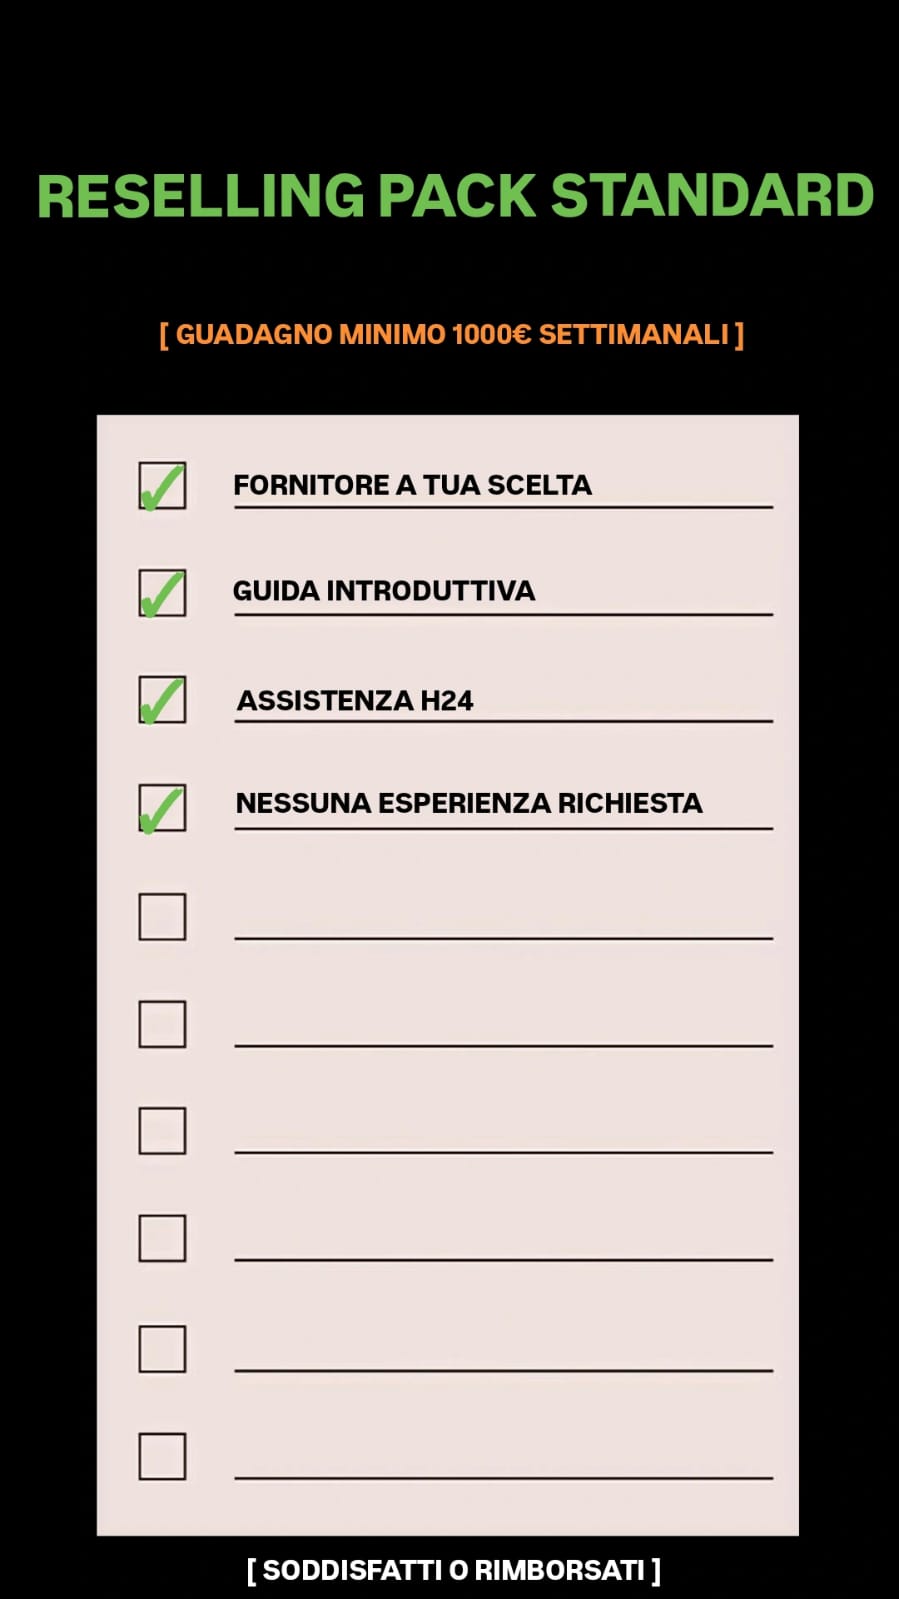 RESELLING PACK STANDARD
[ GUADAGNO MINIMO 1000€ SETTIMANALI ]
FORNITORE A TUA SCELTA
GUIDA INTRODUTTIVA
ASSISTENZA H24
NESSUNA ESPERIENZA RICHIESTA
[ SODDISFATTI O RIMBORSATI ]